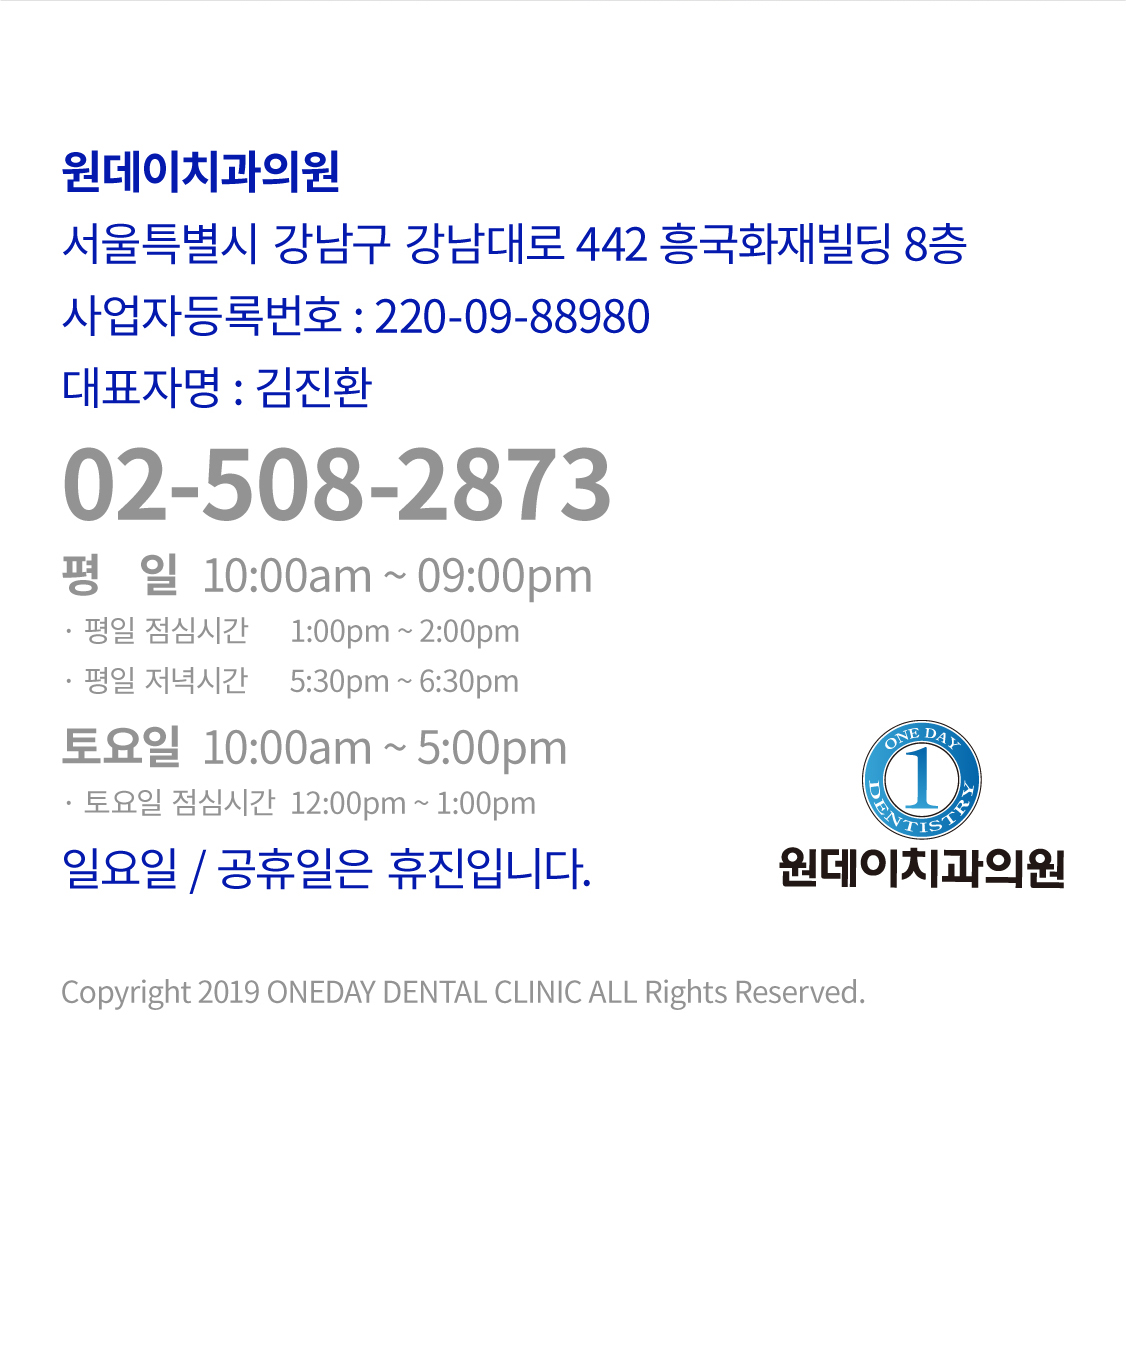 원데이치과의원
서울특별시 강남구 강남대로 442 흥국화재빌딩 8층
사업자등록번호 : 220-09-88980
대표자명 : 김진환
02-508-2873
평 일 10:00am ~ 09:00pm
· 평일 점심시간 1:00pm ~ 2:00pm
· 평일 저녁시간 5:30pm ~ 6:30pm
토요일 10:00am ~ 5:00pm
· 토요일 점심시간 12:00pm ~ 1:00pm
일요일 / 공휴일은 휴진입니다.
ONE DAY
1
DENTISTRY
원데이치과의원
Copyright 2019 ONEDAY DENTAL CLINIC ALL Rights Reserved.